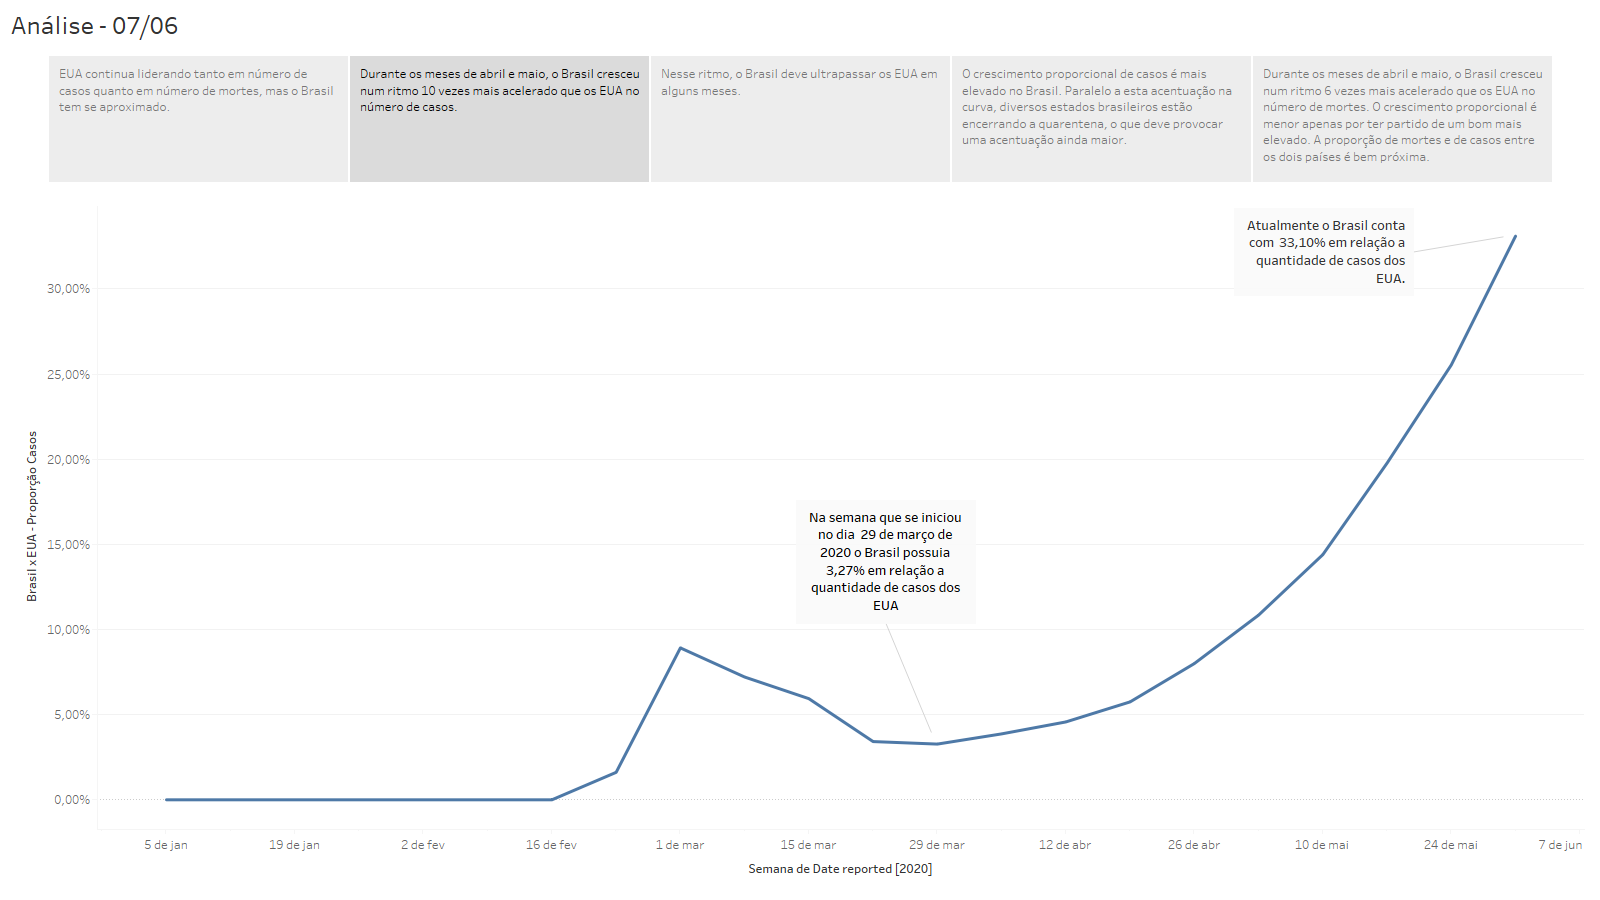 Análise - 07/06
EUA continua liderando tanto em número de
casos quanto em número de mortes, mas o Brasil
tem se aproximado.
Durante os meses de abril e maio, o Brasil cresceu
num ritmo 10 vezes mais acelerado que os EUA no
número de casos.
Nesse ritmo, o Brasil deve ultrapassar os EUA em
alguns meses.
O crescimento proporcional de casos é mais
elevado no Brasil. Paralelo a esta acentuação na
curva, diversos estados brasileiros estão
encerrando a quarentena, o que deve provocar
uma acentuação ainda maior.
Durante os meses de abril e maio, o Brasil cresceu
num ritmo 6 vezes mais acelerado que os EUA no
número de mortes. O crescimento proporcional é
menor apenas por ter partido de um bom mais
elevado. A proporção de mortes e de casos entre
os dois países é bem próxima.
Atualmente o Brasil conta
com 33,10% em relação a
quantidade de casos dos
EUA.
Na semana que se iniciou
no dia 29 de março de
2020 o Brasil possuia
3,27% em relação a
quantidade de casos dos
EUA
Brasil x EUA - Proporção Casos
30,00%
25,00%
20,00%
15,00%
10,00%
5,00%
0,00%
5 de jan
19 de jan
2 de fev
16 de fev
1 de mar
15 de mar
29 de mar
12 de abr
26 de abr
10 de mai
24 de mai
7 de jun
Semana de Date reported [2020]